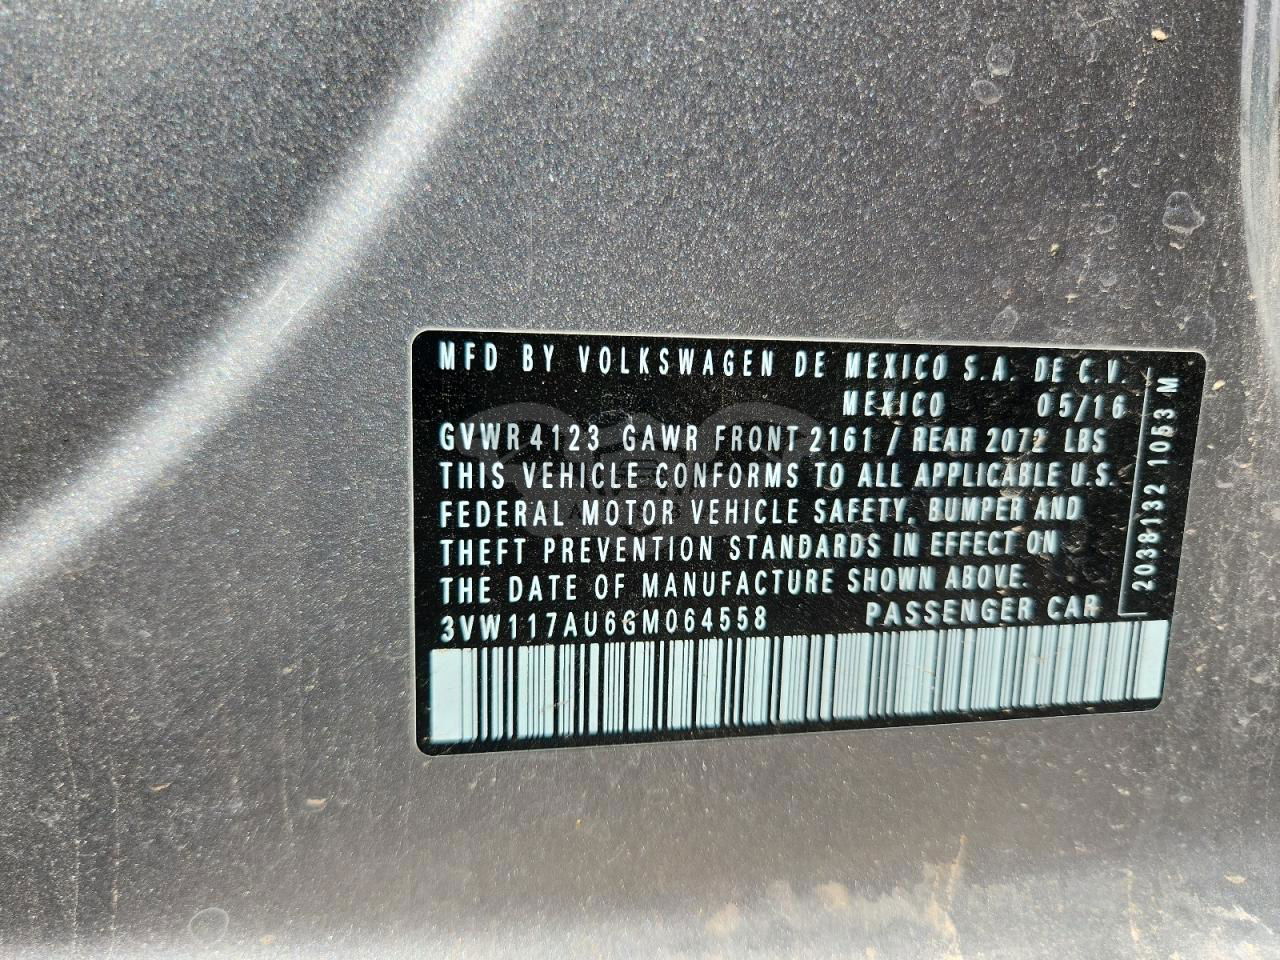 MFD BY VOLKSWAGEN DE MEXICO S.A. DE C.V.
MEXICO 05/16
GVWR 4123 GAWR FRONT 2161 / REAR 2072 LBS
THIS VEHICLE CONFORMS TO ALL APPLICABLE U.S.
FEDERAL MOTOR VEHICLE SAFETY, BUMPER AND
THEFT PREVENTION STANDARDS IN EFFECT ON
THE DATE OF MANUFACTURE SHOWN ABOVE.
3VW117AU6GM064558 PASSENGER CAR
2038132 1053 M